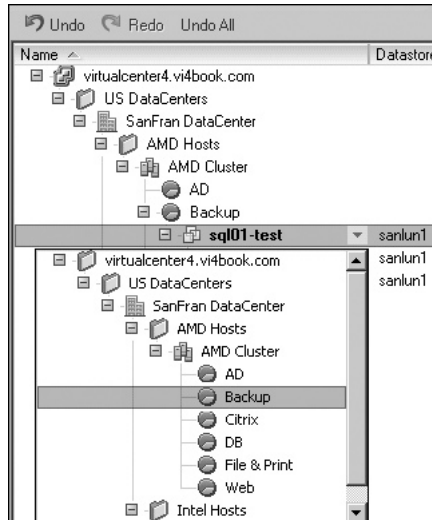 Undo Redo Undo All
Name Datastore
virtualcenter4.vi4book.com
US DataCenters
SanFran DataCenter
AMD Hosts
AMD Cluster
AD
Backup
sql01-test sanlun1
virtualcenter4.vi4book.com sanlun1
US DataCenters sanlun1
SanFran DataCenter
AMD Hosts
AMD Cluster
AD
Backup
Citrix
DB
File & Print
Web
Intel Hosts